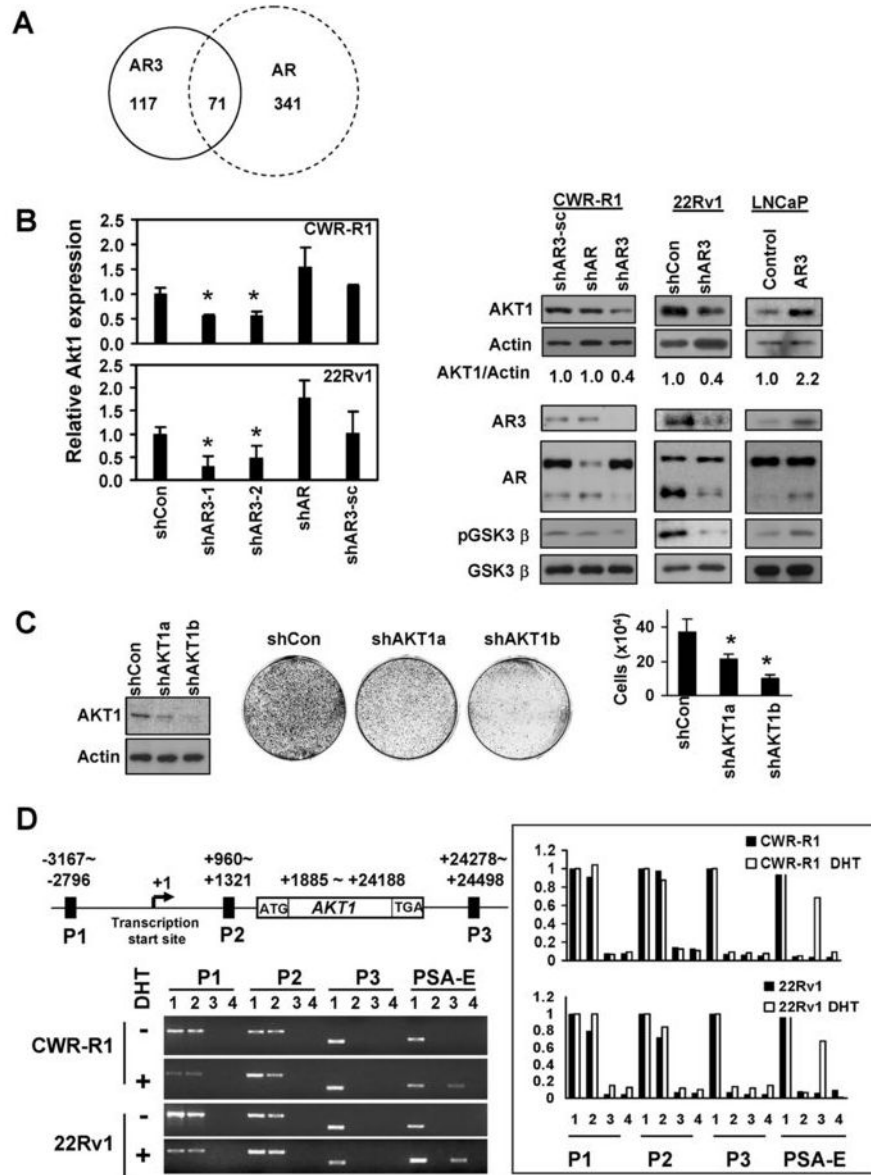 A
AR3
AR
117
71
341
B
Relative Akt1 expression
2.5
2.0
1.5
1.0
0.5
0.0
CWR-R1
* *
2.5
2.0
1.5
1.0
0.5
0.0
22Rv1
* *
shCon
shAR3-1
shAR3-2
shAR
shAR3-sc
CWR-R1
22Rv1
LNCaP
shAR3-sc
shAR
shAR3
shCon
shAR3
Control
AR3
AKT1
Actin
AKT1/Actin
1.0 1.0 0.4
1.0 0.4
1.0 2.2
AR3
AR
pGSK3 β
GSK3 β
C
shCon
shAKT1a
shAKT1b
AKT1
Actin
shCon
shAKT1a
shAKT1b
Cells (x10⁴)
60
40
20
0
*
*
shCon
shAKT1a
shAKT1b
D
-3167~
-2796
+1
+960~
+1321
+1885 ~ +24188
+24278~
+24498
ATG
AKT1
TGA
P1
Transcription
start site
P2
P3
DHT
P1
P2
P3
PSA-E
1 2 3 4
1 2 3 4
1 2 3 4
1 2 3 4
CWR-R1
-
+
22Rv1
-
+
1.2
1
0.8
0.6
0.4
0.2
0
CWR-R1
CWR-R1 DHT
1.2
1
0.8
0.6
0.4
0.2
0
22Rv1
22Rv1 DHT
1 2 3 4
1 2 3 4
1 2 3 4
1 2 3 4
P1
P2
P3
PSA-E